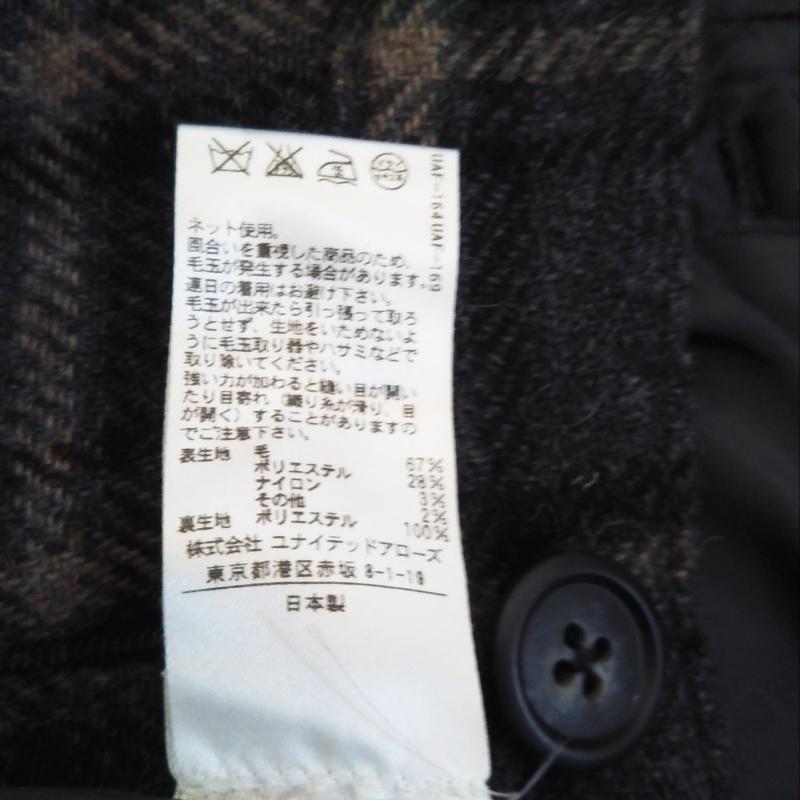 UAF-164UAF-169
ネット使用。
風合いを重視した商品のため、
毛玉が発生する場合があります。
連日の着用はお避け下さい。
毛玉が出来たら引っ張って取ろ
うとせず、生地をいためないよ
うに毛玉取り器やハサミなどで
取り除いてください。
強い力が加わると縫い目が開い
たり目寄れ（織り糸が滑り、目
が開く）することがありますの
でご注意下さい。
表生地 毛 67%
ポリエステル 28%
ナイロン 3%
その他 2%
裏生地 ポリエステル 100%
株式会社 ユナイテッドアローズ
東京都港区赤坂 8-1-19
日本製